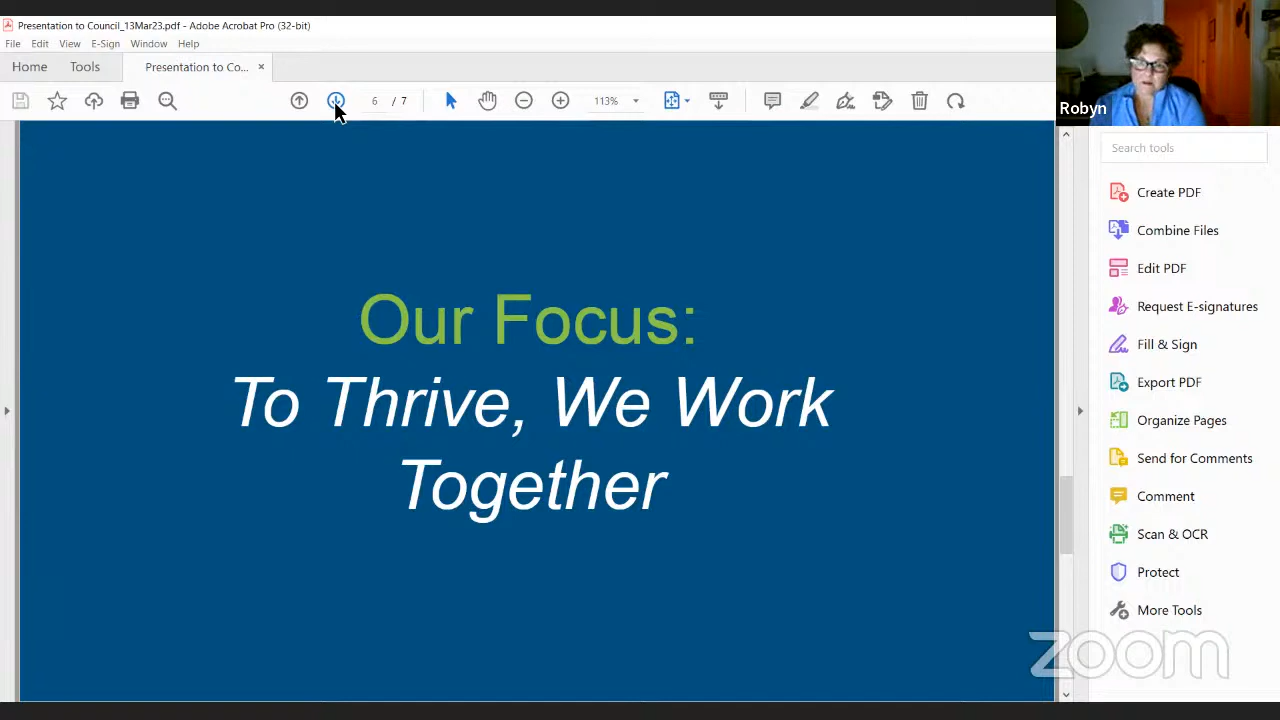 Presentation to Council_13Mar23.pdf - Adobe Acrobat Pro (32-bit)
File Edit View E-Sign Window Help
Home Tools Presentation to Co... ×
6 / 7 113%
Robyn
Search tools
Create PDF
Combine Files
Edit PDF
Request E-signatures
Fill & Sign
Export PDF
Organize Pages
Send for Comments
Comment
Scan & OCR
Protect
More Tools
Our Focus:
To Thrive, We Work
Together
zoom